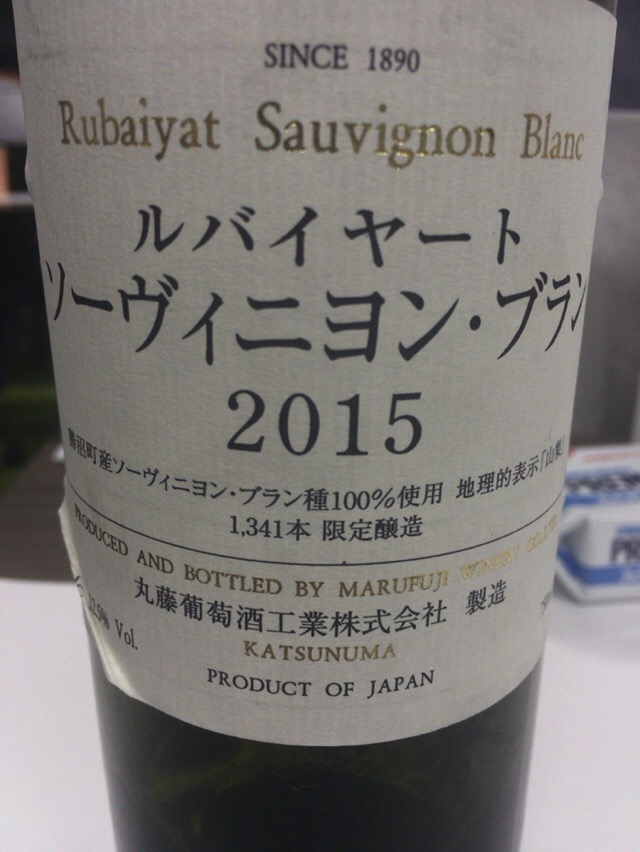 SINCE 1890
Rubaiyat Sauvignon Blanc
ルバイヤート
ソーヴィニヨン・ブラン
2015
勝沼町産ソーヴィニヨン・ブラン種100%使用 地理的表示「山梨」
1,341本 限定醸造
PRODUCED AND BOTTLED BY MARUFUJI WINERY CO.,LTD.
丸藤葡萄酒工業株式会社 製造
% Vol.
KATSUNUMA
PRODUCT OF JAPAN